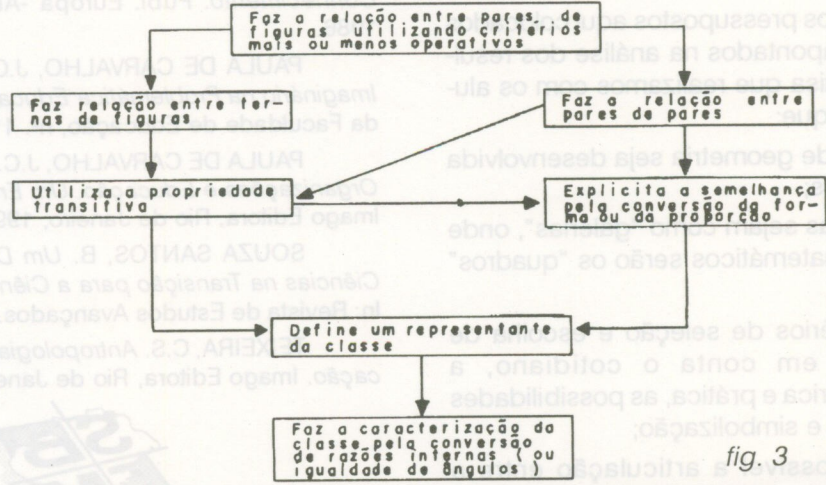 Faz a relação entre pares de
figuras utilizando critérios
mais ou menos operativos
Faz a relação entre ter-
nas de figuras
Faz a relação entre
pares de pares
Utiliza a propriedade
transitiva
Explicita a semelhança
pela conversão da for-
ma ou da proporção
Define um representante
da classe
Faz a caracterização da
classe pela conversão
de razões internas ( ou
igualdade de ângulos
fig. 3